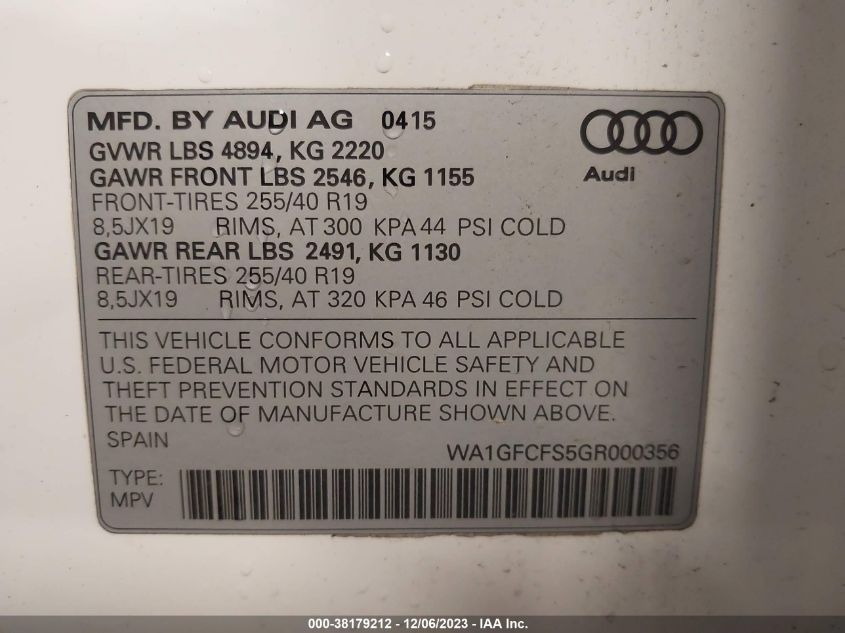 MFD. BY AUDI AG 0415
GVWR LBS 4894, KG 2220
GAWR FRONT LBS 2546, KG 1155
FRONT-TIRES 255/40 R19
8,5JX19 RIMS, AT 300 KPA 44 PSI COLD
GAWR REAR LBS 2491, KG 1130
REAR-TIRES 255/40 R19
8,5JX19 RIMS, AT 320 KPA 46 PSI COLD
Audi
THIS VEHICLE CONFORMS TO ALL APPLICABLE
U.S. FEDERAL MOTOR VEHICLE SAFETY AND
THEFT PREVENTION STANDARDS IN EFFECT ON
THE DATE OF MANUFACTURE SHOWN ABOVE.
SPAIN
WA1GFCFS5GR000356
TYPE:
MPV
000-38179212 - 12/06/2023 - IAA Inc.